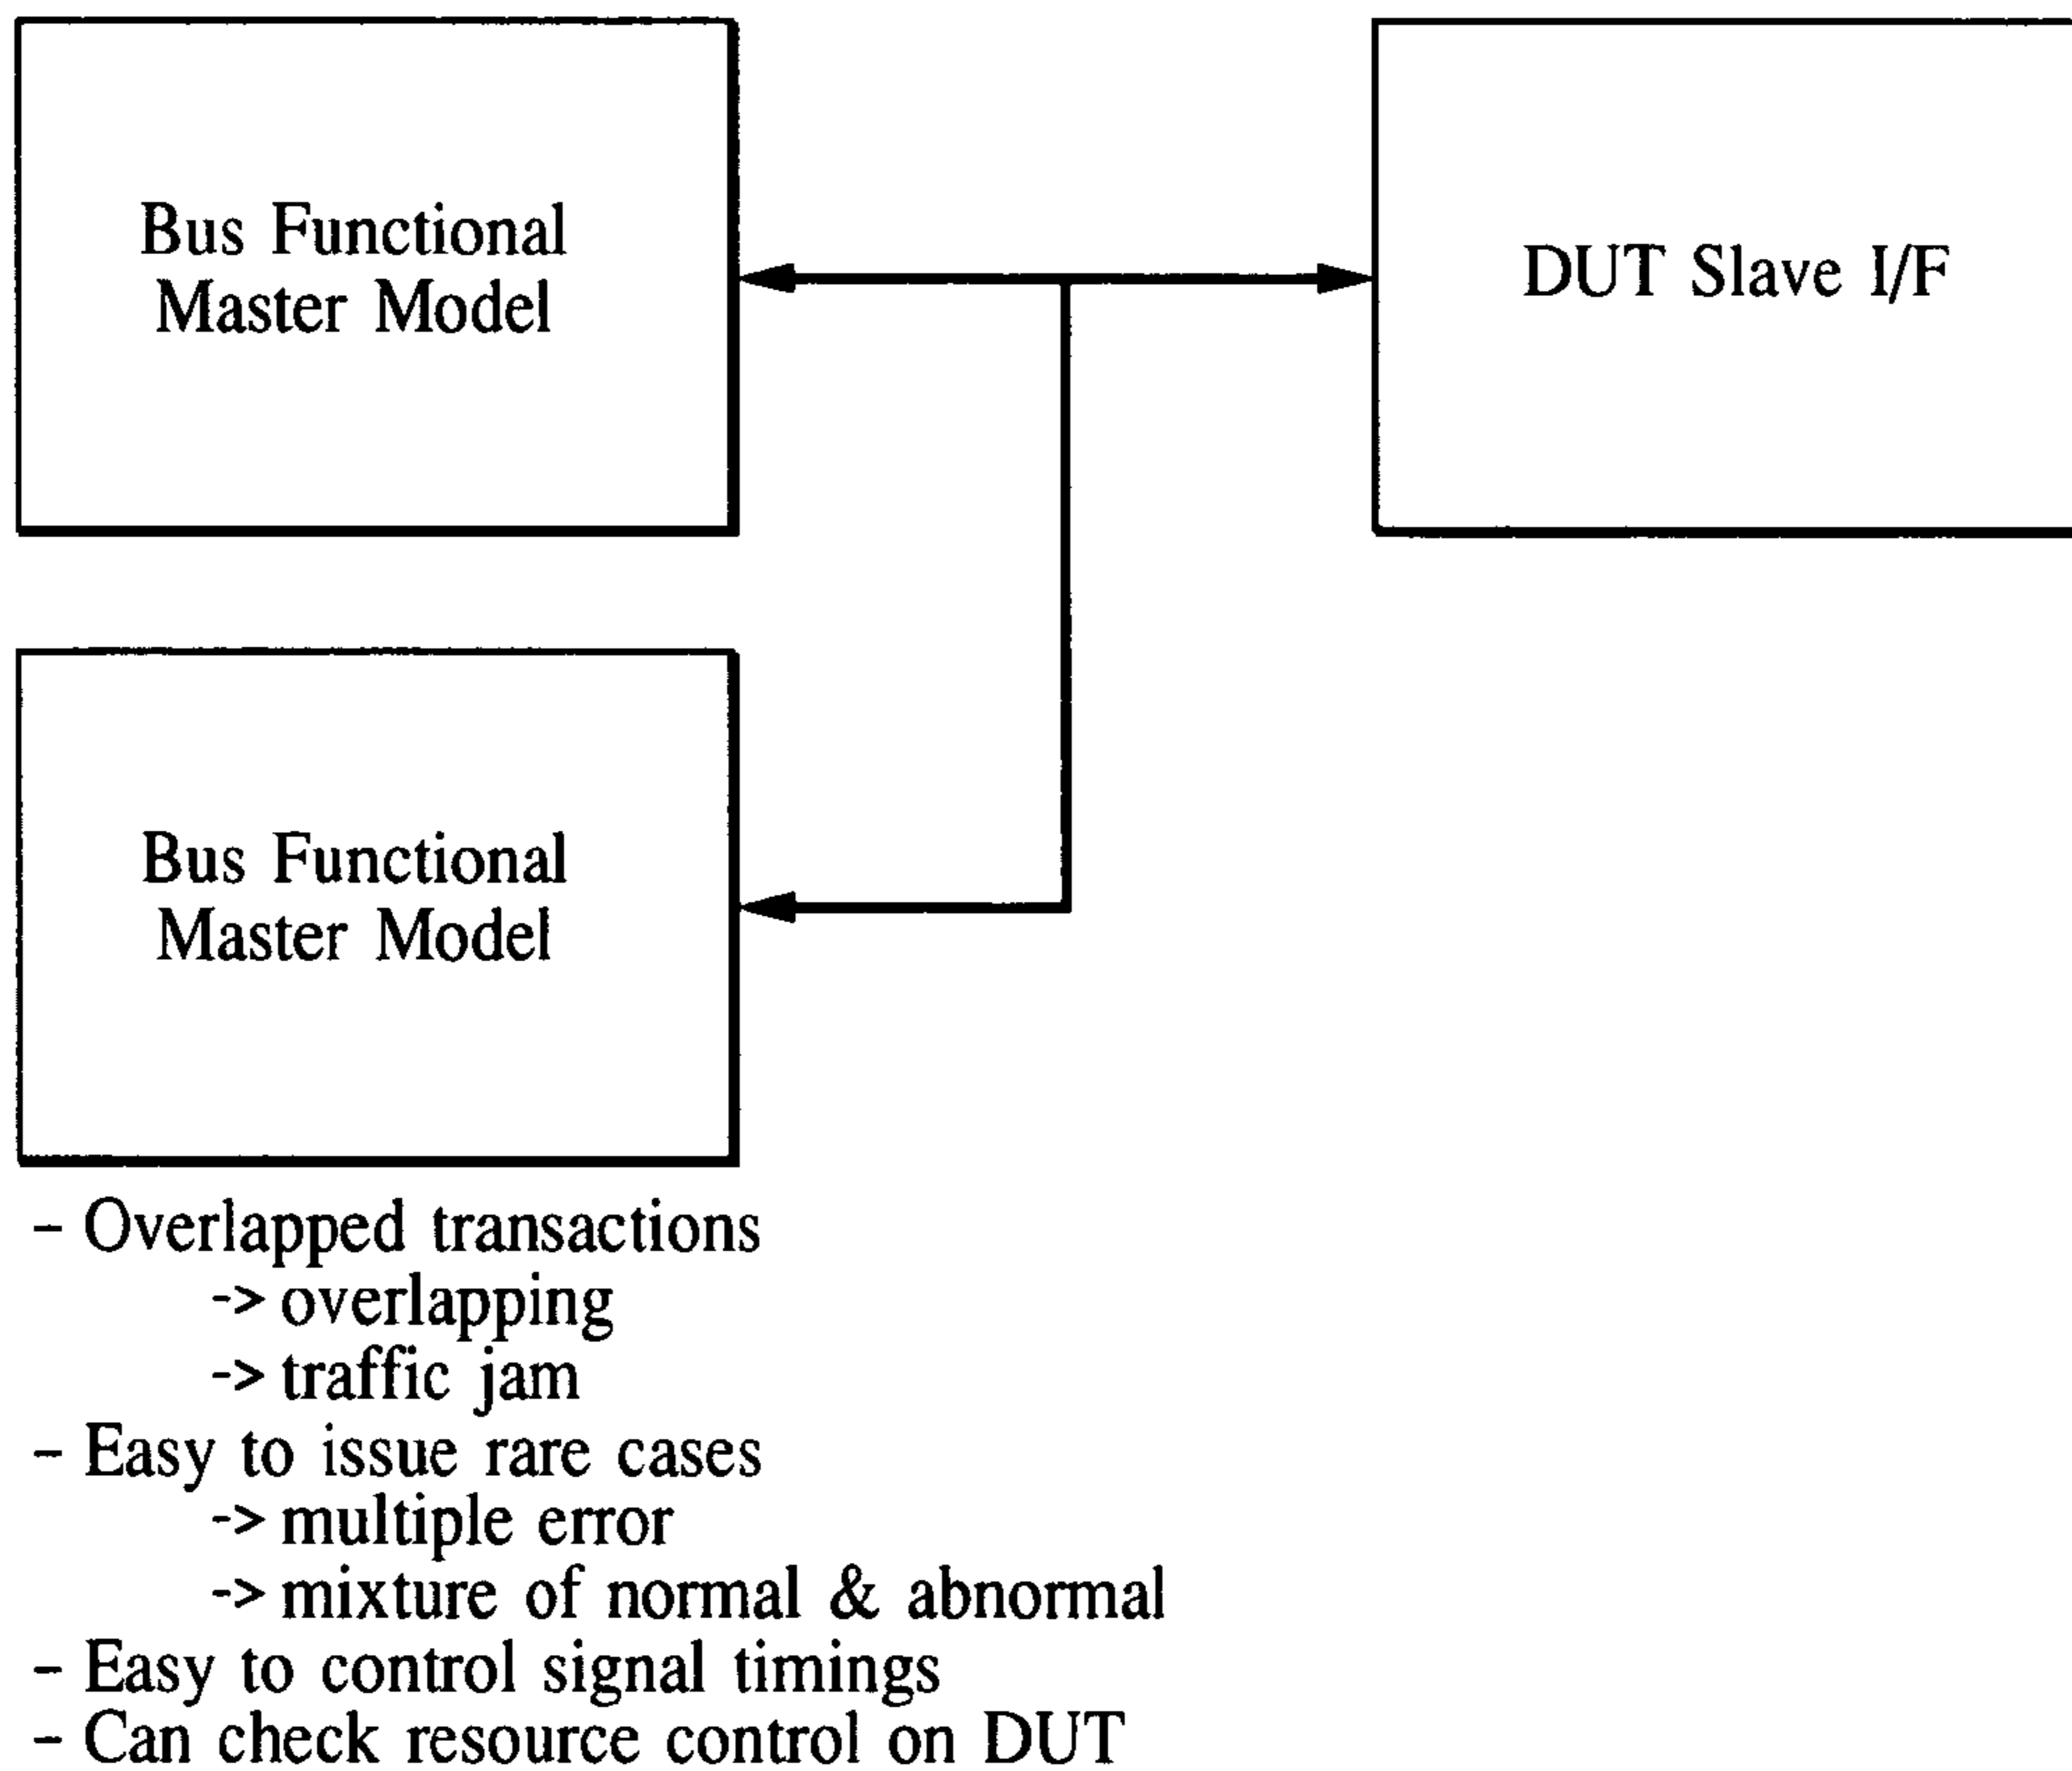 Bus Functional
Master Model
DUT Slave I/F
Bus Functional
Master Model
– Overlapped transactions
-> overlapping
-> traffic jam
– Easy to issue rare cases
-> multiple error
-> mixture of normal & abnormal
– Easy to control signal timings
– Can check resource control on DUT